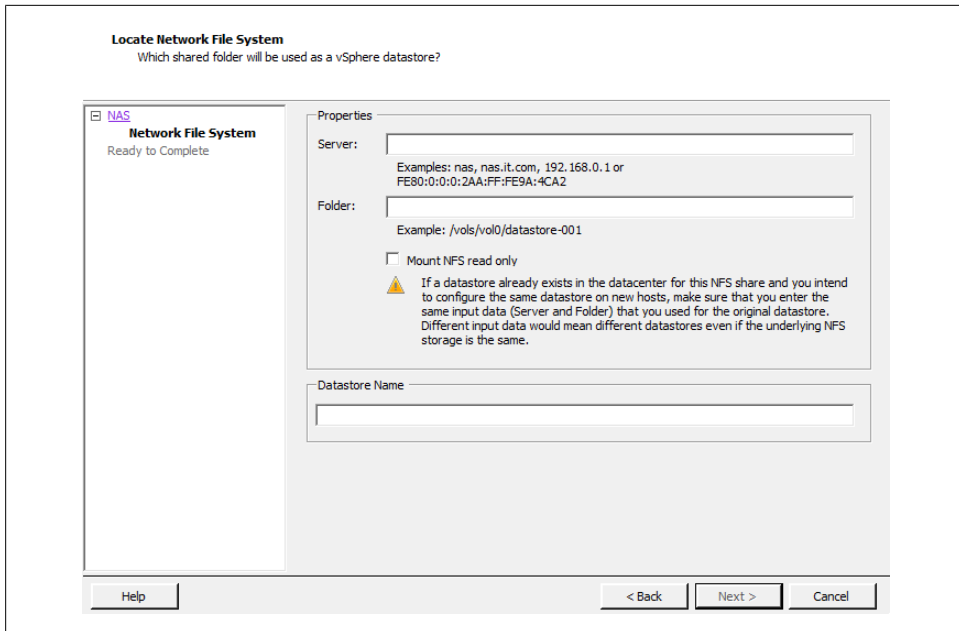 Locate Network File System
Which shared folder will be used as a vSphere datastore?
NAS
Network File System
Ready to Complete
Properties
Server:
Examples: nas, nas.it.com, 192.168.0.1 or
FE80:0:0:0:2AA:FF:FE9A:4CA2
Folder:
Example: /vols/vol0/datastore-001
Mount NFS read only
If a datastore already exists in the datacenter for this NFS share and you intend
to configure the same datastore on new hosts, make sure that you enter the
same input data (Server and Folder) that you used for the original datastore.
Different input data would mean different datastores even if the underlying NFS
storage is the same.
Datastore Name
Help
< Back
Next >
Cancel